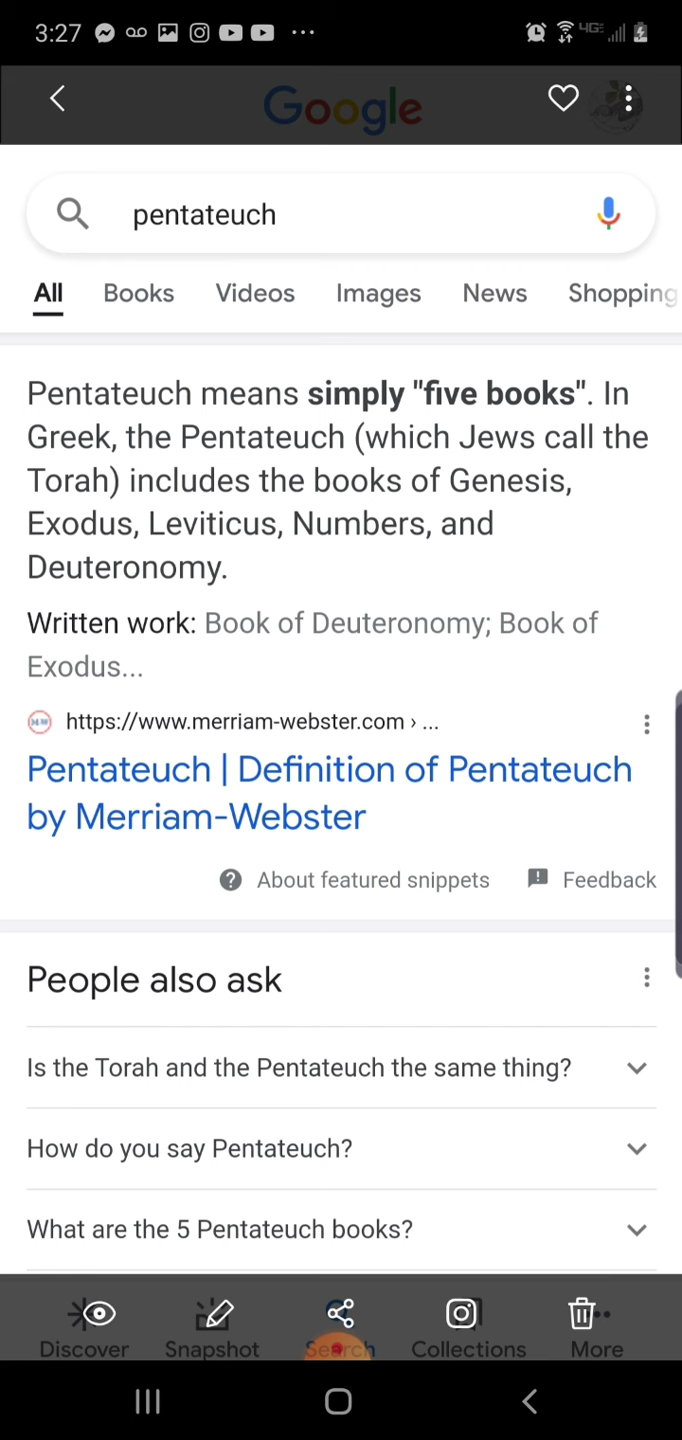 3:27
4GE
Google
pentateuch
All Books Videos Images News Shopping
Pentateuch means simply "five books". In
Greek, the Pentateuch (which Jews call the
Torah) includes the books of Genesis,
Exodus, Leviticus, Numbers, and
Deuteronomy.
Written work: Book of Deuteronomy; Book of
Exodus...
https://www.merriam-webster.com › ...
Pentateuch | Definition of Pentateuch
by Merriam-Webster
About featured snippets Feedback
People also ask
Is the Torah and the Pentateuch the same thing?
How do you say Pentateuch?
What are the 5 Pentateuch books?
Discover Snapshot Search Collections More